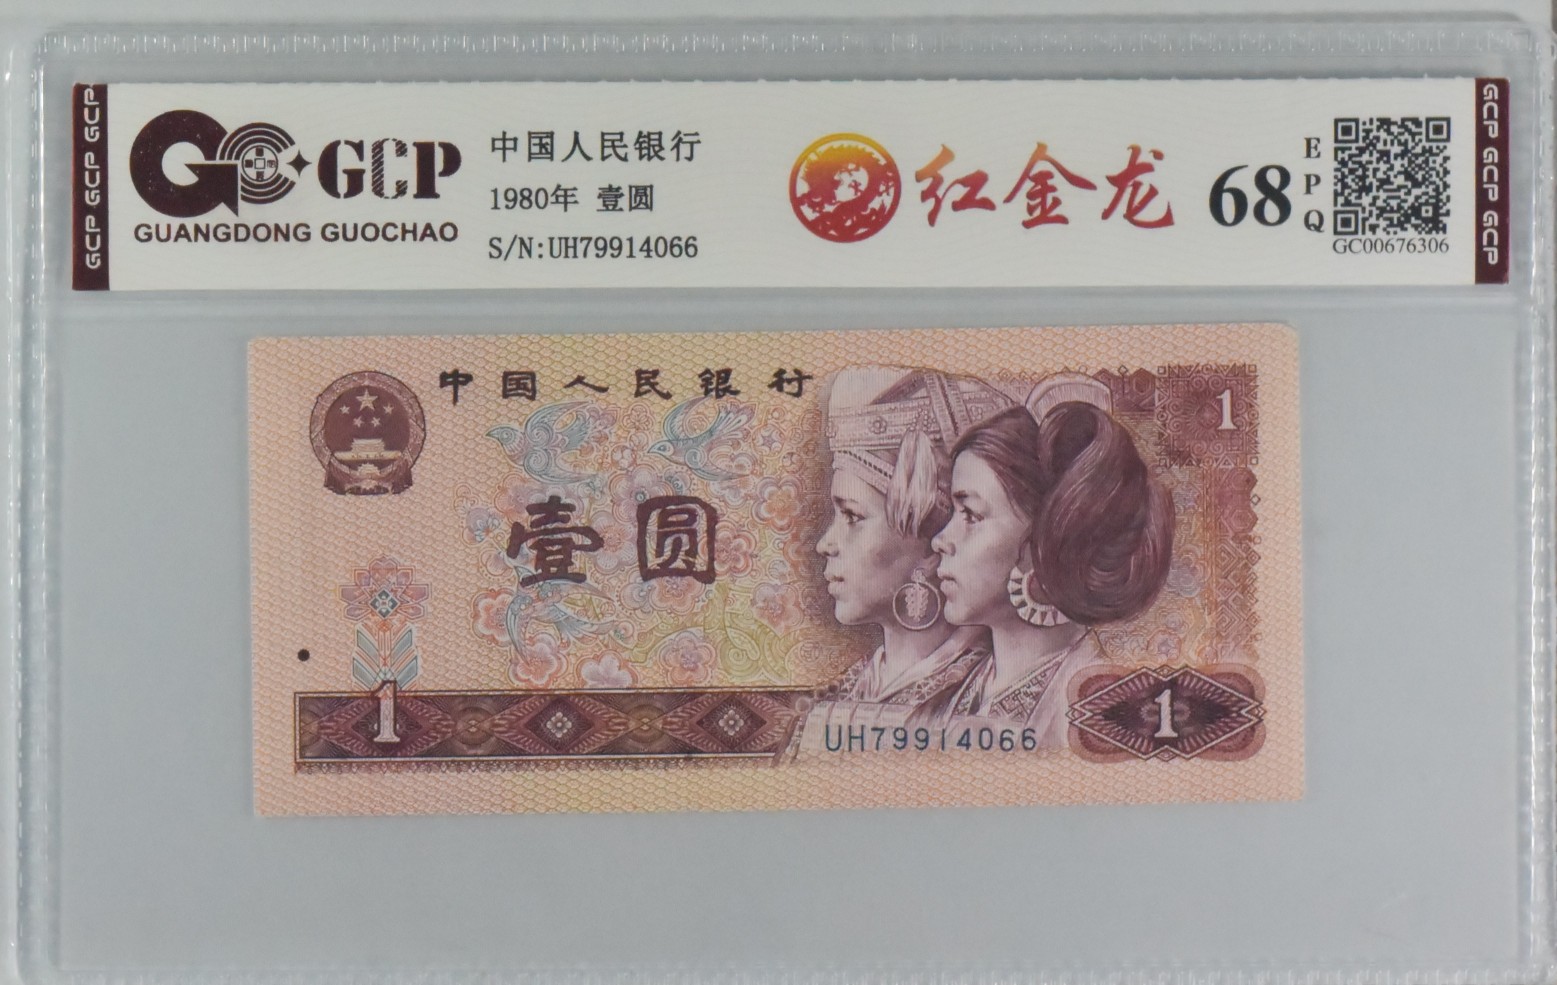 GCP GCP GCP
GCP
GUANGDONG GUOCHAO
中国人民银行
1980年 壹圆
S/N:UH79914066
红金龙
68
EPQ
GC00676306
GCP GCP GCP
中国人民银行
1
壹圆
1
UH79914066
1